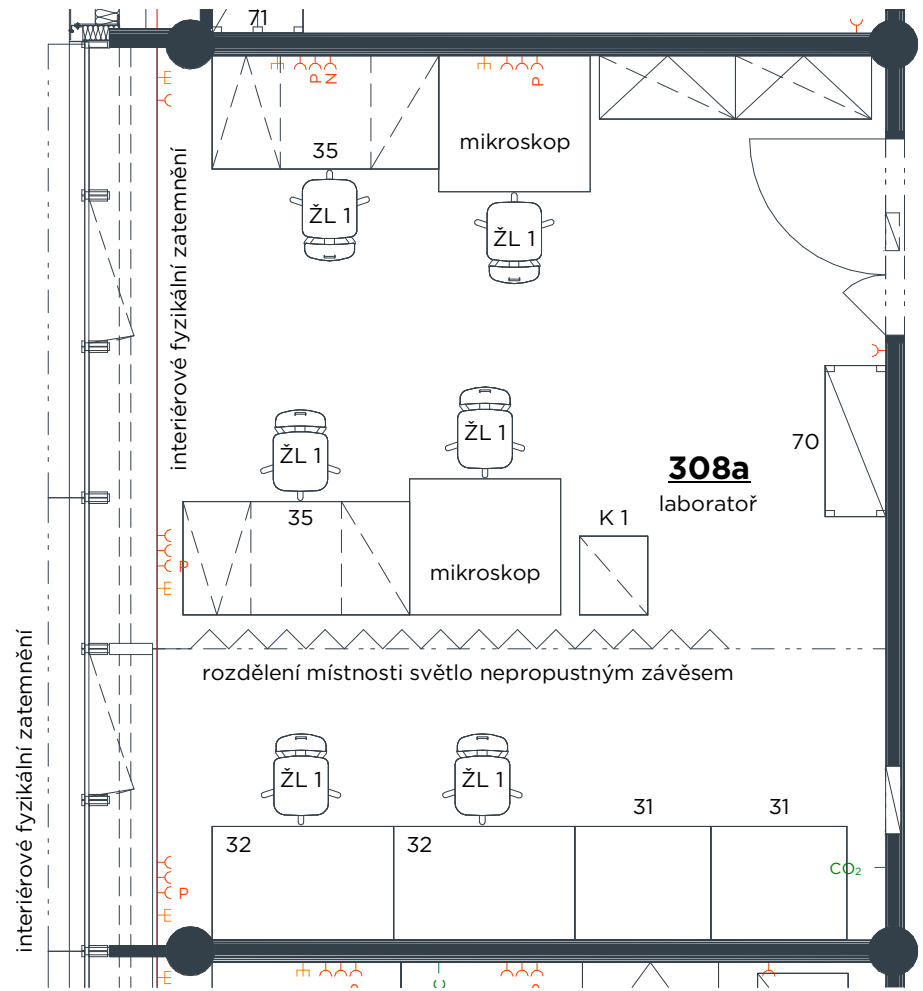 71
E
P
N
P
35
mikroskop
ŽL 1
ŽL 1
interiérové fyzikální zatemnění
ŽL 1
ŽL 1
308a
laboratoř
70
35
K 1
mikroskop
P
E
rozdělení místnosti světlo nepropustným závěsem
interiérové fyzikální zatemnění
ŽL 1
ŽL 1
31
31
32
32
CO₂
P
E
E